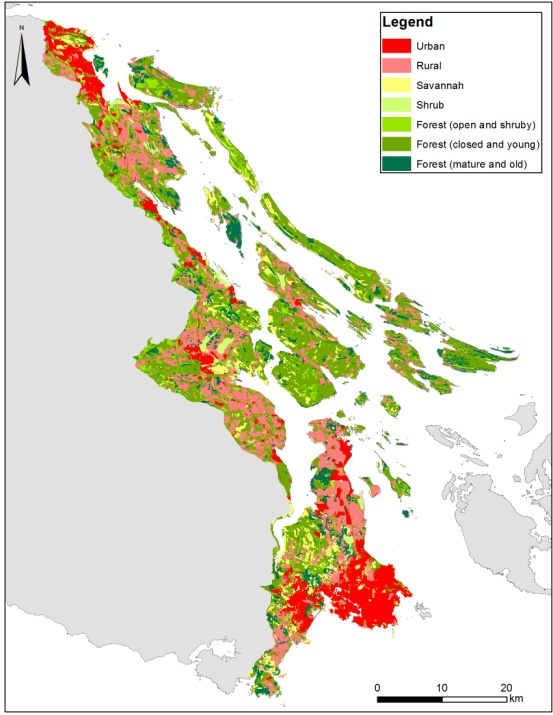 N
Legend
Urban
Rural
Savannah
Shrub
Forest (open and shruby)
Forest (closed and young)
Forest (mature and old)
0 10 20
km